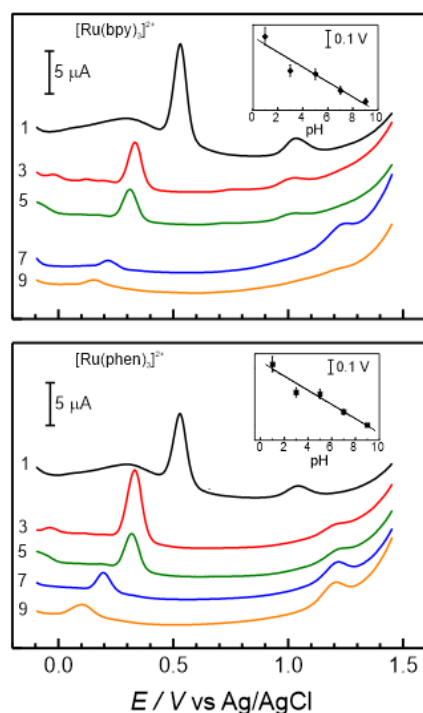 [Ru(bpy)₃]²⁺
5 μA
0.1 V
1
3
5
7
9
0 2 4 6 8 10
pH
[Ru(phen)₃]²⁺
5 μA
0.1 V
1
3
5
7
9
0 2 4 6 8 10
pH
0.0 0.5 1.0 1.5
E / V vs Ag/AgCl